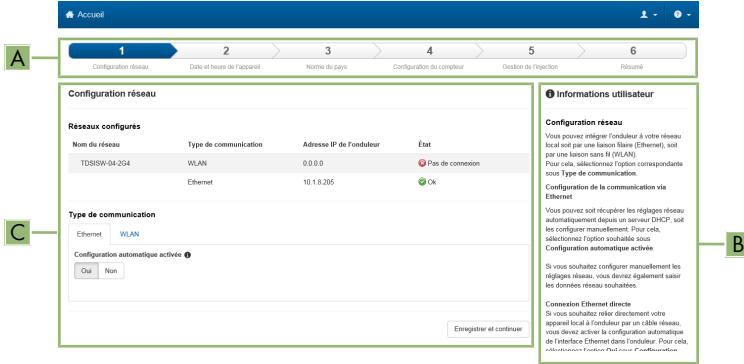 Accueil
A
1 2 3 4 5 6
Configuration réseau Date et heure de l'appareil Norme du pays Configuration du compteur Gestion de l'injection Résumé
Configuration réseau
Réseaux configurés
Nom du réseau Type de communication Adresse IP de l'onduleur État
TDSISW-04-2G4 WLAN 0.0.0.0 Pas de connexion
Ethernet 10.1.8.205 Ok
C
Type de communication
Ethernet WLAN
Configuration automatique activée
Oui Non
Enregistrer et continuer
Informations utilisateur
Configuration réseau
Vous pouvez intégrer l'onduleur à votre réseau
local soit par une liaison filaire (Ethernet), soit
par une liaison sans fil (WLAN).
Pour cela, sélectionnez l'option correspondante
sous Type de communication.
Configuration de la communication via
Ethernet
Vous pouvez soit récupérer les réglages réseau
automatiquement depuis un serveur DHCP, soit
les configurer manuellement. Pour cela,
sélectionnez l'option souhaitée sous
Configuration automatique activée.
B
Si vous souhaitez configurer manuellement les
réglages réseau, vous devrez également saisir
les données réseau souhaitées.
Connexion Ethernet directe
Si vous souhaitez relier directement votre
appareil local à l'onduleur par un câble réseau,
vous devez activer la configuration automatique
de l'interface Ethernet dans l'onduleur. Pour cela,
sélectionnez l'option Oui sous Configuration